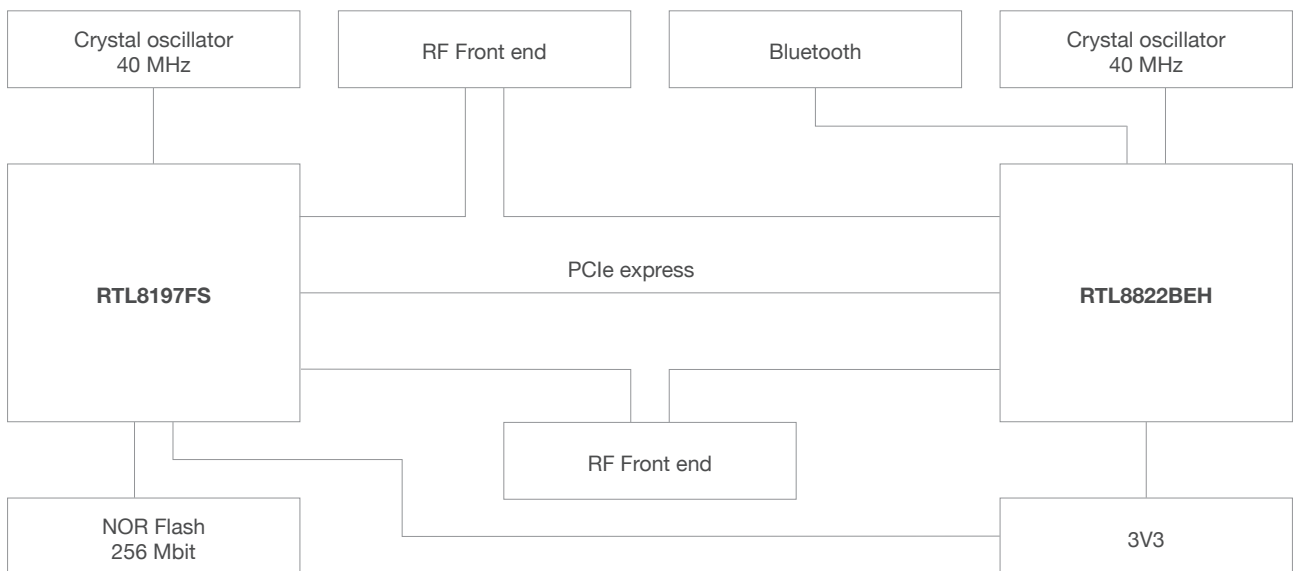 Crystal oscillator
40 MHz
RF Front end
Bluetooth
Crystal oscillator
40 MHz
RTL8197FS
PCIe express
RTL8822BEH
RF Front end
NOR Flash
256 Mbit
3V3